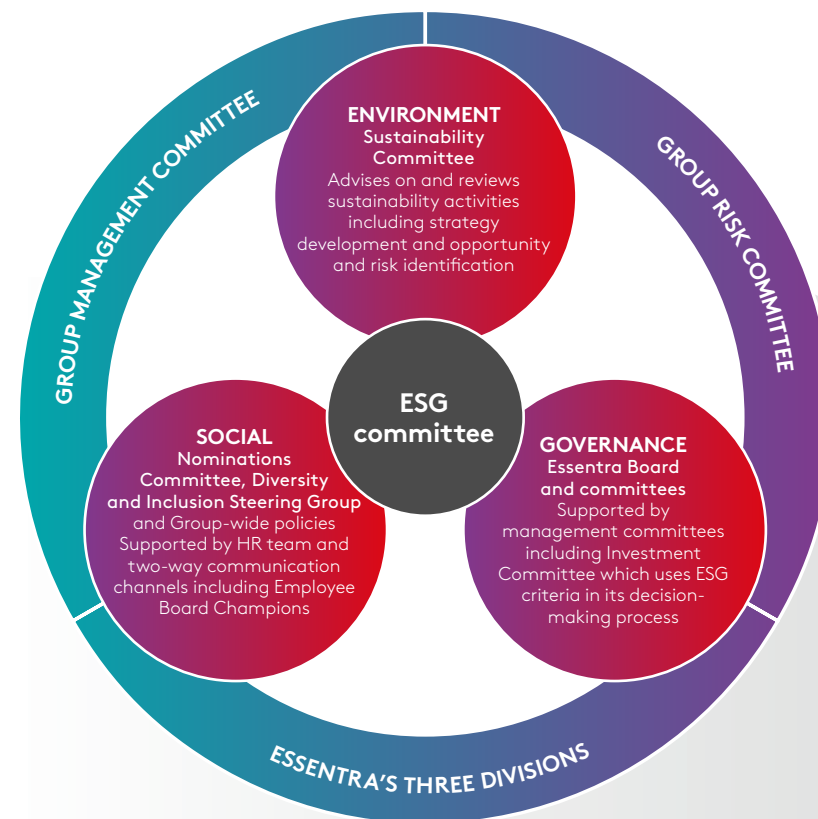 GROUP MANAGEMENT COMMITTEE
GROUP RISK COMMITTEE
ENVIRONMENT
Sustainability
Committee
Advises on and reviews
sustainability activities
including strategy
development and opportunity
and risk identification
ESG
committee
SOCIAL
Nominations
Committee, Diversity
and Inclusion Steering Group
and Group-wide policies
Supported by HR team and
two-way communication
channels including Employee
Board Champions
GOVERNANCE
Essentra Board
and committees
Supported by
management committees
including Investment
Committee which uses ESG
criteria in its decision-
making process
ESSENTRA’S THREE DIVISIONS